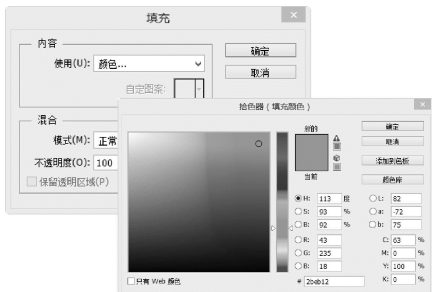 填充
内容
使用(U): 颜色...
自定图案:
混合
模式(M): 正常
不透明度(O): 100
保留透明区域(P)
确定
取消
拾色器（填充颜色）
新的
当前
确定
取消
添加到色板
颜色库
H: 113 度
S: 93 %
B: 92 %
R: 43
G: 235
B: 18
L: 82
a: -72
b: 75
C: 63 %
M: 0 %
Y: 100 %
K: 0 %
# 2beb12
只有 Web 颜色